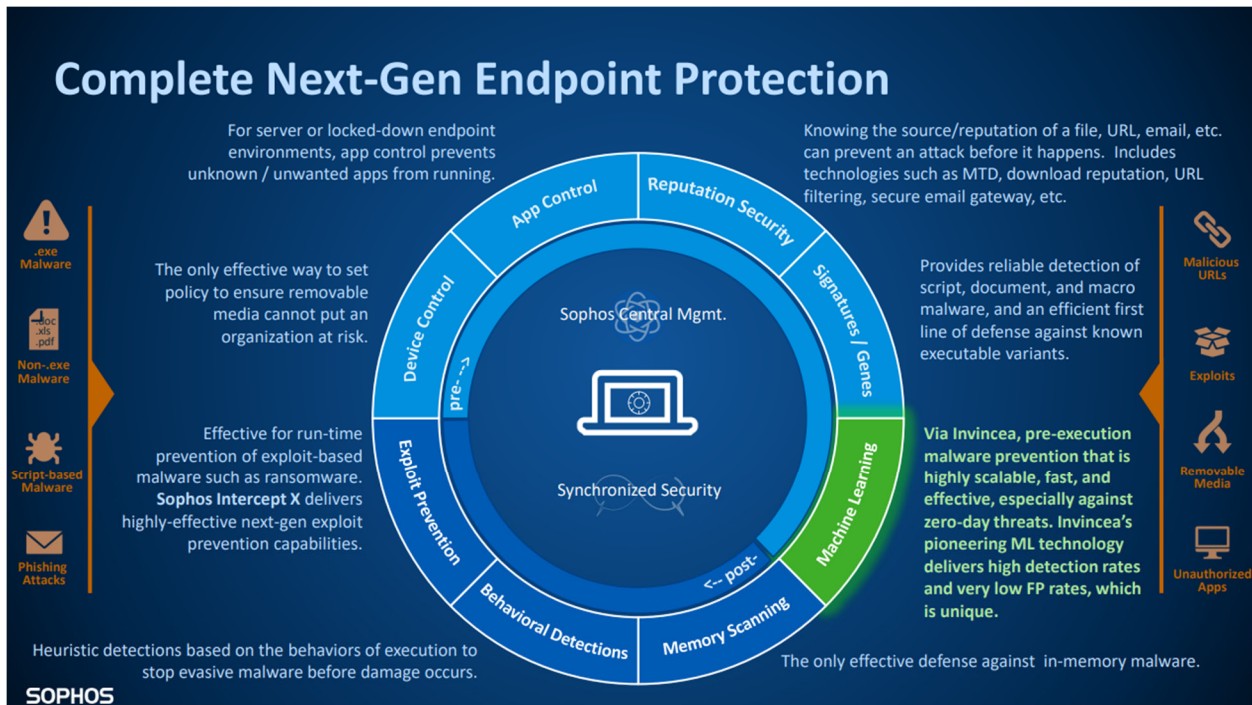 Complete Next-Gen Endpoint Protection
For server or locked-down endpoint
environments, app control prevents
unknown / unwanted apps from running.
Knowing the source/reputation of a file, URL, email, etc.
can prevent an attack before it happens.  Includes
technologies such as MTD, download reputation, URL
filtering, secure email gateway, etc.
.exe
Malware
.doc
.xls
.pdf
Non-.exe
Malware
Script-based
Malware
Phishing
Attacks
The only effective way to set
policy to ensure removable
media cannot put an
organization at risk.
Effective for run-time
prevention of exploit-based
malware such as ransomware.
Sophos Intercept X delivers
highly-effective next-gen exploit
prevention capabilities.
Heuristic detections based on the behaviors of execution to
stop evasive malware before damage occurs.
App Control
Reputation Security
Device Control
Signatures / Genes
Exploit Prevention
Machine Learning
Behavioral Detections
Memory Scanning
pre- -->
<-- post-
Sophos Central Mgmt.
Synchronized Security
Provides reliable detection of
script, document, and macro
malware, and an efficient first
line of defense against known
executable variants.
Via Invincea, pre-execution
malware prevention that is
highly scalable, fast, and
effective, especially against
zero-day threats. Invincea's
pioneering ML technology
delivers high detection rates
and very low FP rates, which
is unique.
The only effective defense against  in-memory malware.
Malicious
URLs
Exploits
Removable
Media
Unauthorized
Apps
SOPHOS